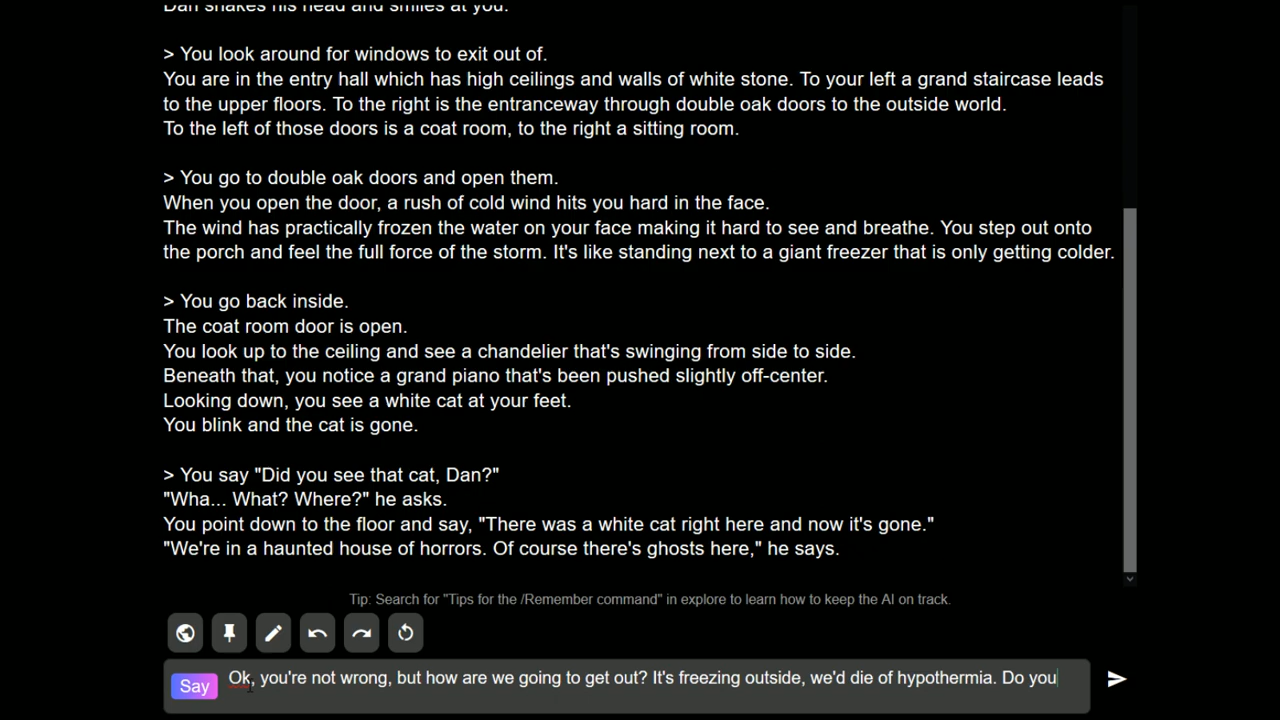 Dan shakes his head and smiles at you.
> You look around for windows to exit out of.
You are in the entry hall which has high ceilings and walls of white stone. To your left a grand staircase leads
to the upper floors. To the right is the entranceway through double oak doors to the outside world.
To the left of those doors is a coat room, to the right a sitting room.
> You go to double oak doors and open them.
When you open the door, a rush of cold wind hits you hard in the face.
The wind has practically frozen the water on your face making it hard to see and breathe. You step out onto
the porch and feel the full force of the storm. It's like standing next to a giant freezer that is only getting colder.
> You go back inside.
The coat room door is open.
You look up to the ceiling and see a chandelier that's swinging from side to side.
Beneath that, you notice a grand piano that's been pushed slightly off-center.
Looking down, you see a white cat at your feet.
You blink and the cat is gone.
> You say "Did you see that cat, Dan?"
"Wha... What? Where?" he asks.
You point down to the floor and say, "There was a white cat right here and now it's gone."
"We're in a haunted house of horrors. Of course there's ghosts here," he says.
Tip: Search for "Tips for the /Remember command" in explore to learn how to keep the AI on track.
Say Ok, you're not wrong, but how are we going to get out? It's freezing outside, we'd die of hypothermia. Do you